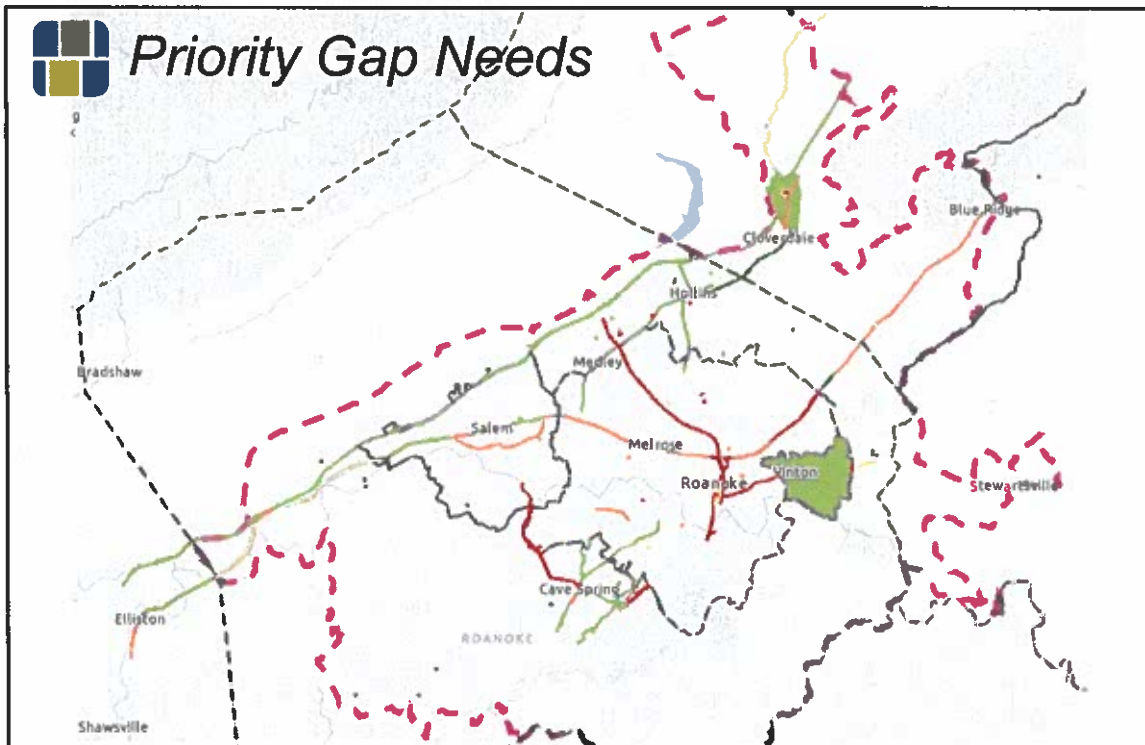 Priority Gap Needs
Blue Ridge
Cloverdale
Hollins
Medley
Bradshaw
Salem
Melrose
Vinton
Roanoke
Stewartsville
Cave Spring
Elliston
ROANOKE
Shawsville